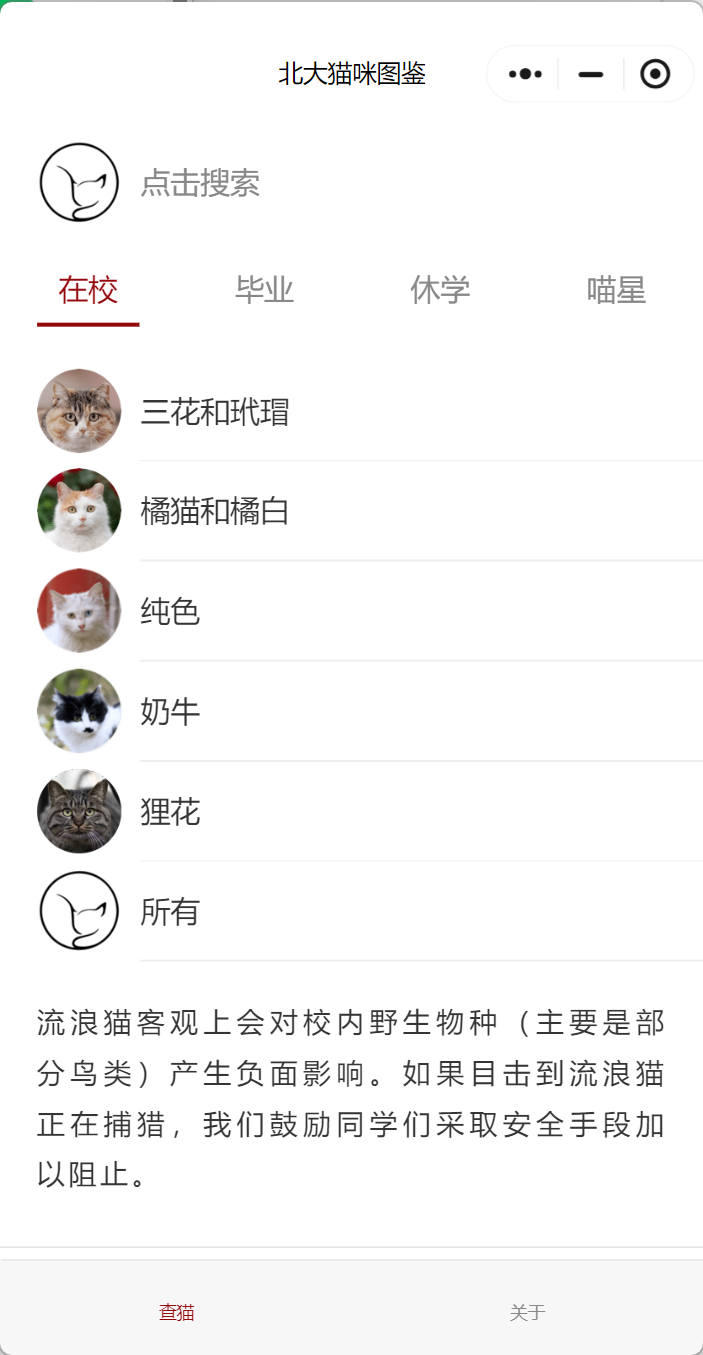 北大猫咪图鉴
点击搜索
在校 毕业 休学 喵星
三花和玳瑁
橘猫和橘白
纯色
奶牛
狸花
所有
流浪猫客观上会对校内野生物种（主要是部
分鸟类）产生负面影响。如果目击到流浪猫
正在捕猎，我们鼓励同学们采取安全手段加
以阻止。
查猫 关于